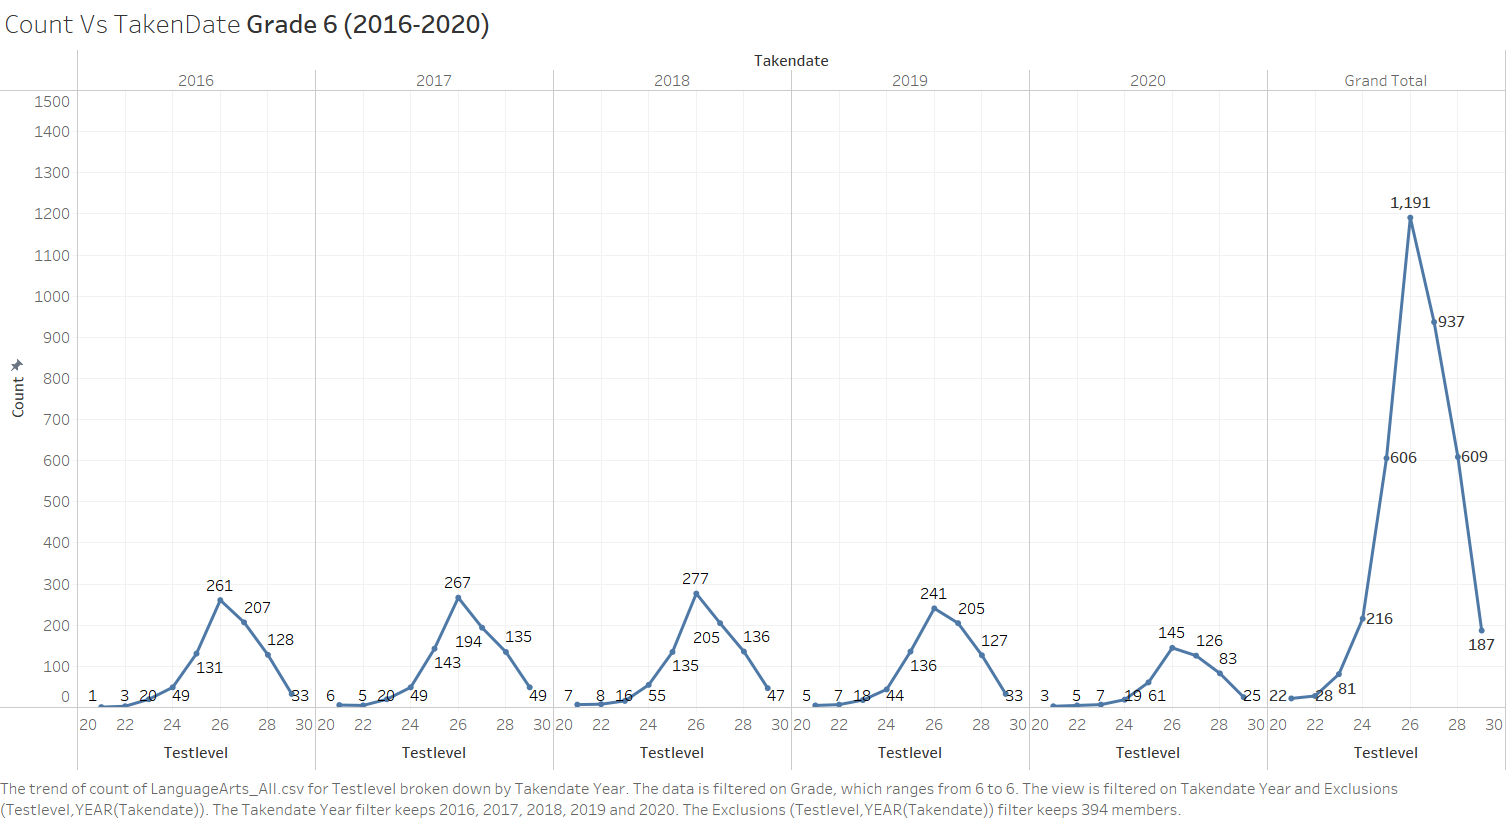 Count Vs TakenDate Grade 6 (2016-2020)
Takendate
2016 2017 2018 2019 2020 Grand Total
1500
1400
1300
1200
1100
1000
900
800
700
600
500
400
300
200
100
0
Count
1 3 20 49 131 261 207 128 33
6 5 20 49 143 267 194 135 49
7 8 16 55 135 277 205 136 47
5 7 18 44 136 241 205 127 33
3 5 7 19 61 145 126 83 25
22 28 81 216 606 1,191 937 609 187
20 22 24 26 28 30 20 22 24 26 28 30 20 22 24 26 28 30 20 22 24 26 28 30 20 22 24 26 28 30 20 22 24 26 28 30
Testlevel Testlevel Testlevel Testlevel Testlevel Testlevel
The trend of count of LanguageArts_All.csv for Testlevel broken down by Takendate Year. The data is filtered on Grade, which ranges from 6 to 6. The view is filtered on Takendate Year and Exclusions
(Testlevel,YEAR(Takendate)). The Takendate Year filter keeps 2016, 2017, 2018, 2019 and 2020. The Exclusions (Testlevel,YEAR(Takendate)) filter keeps 394 members.